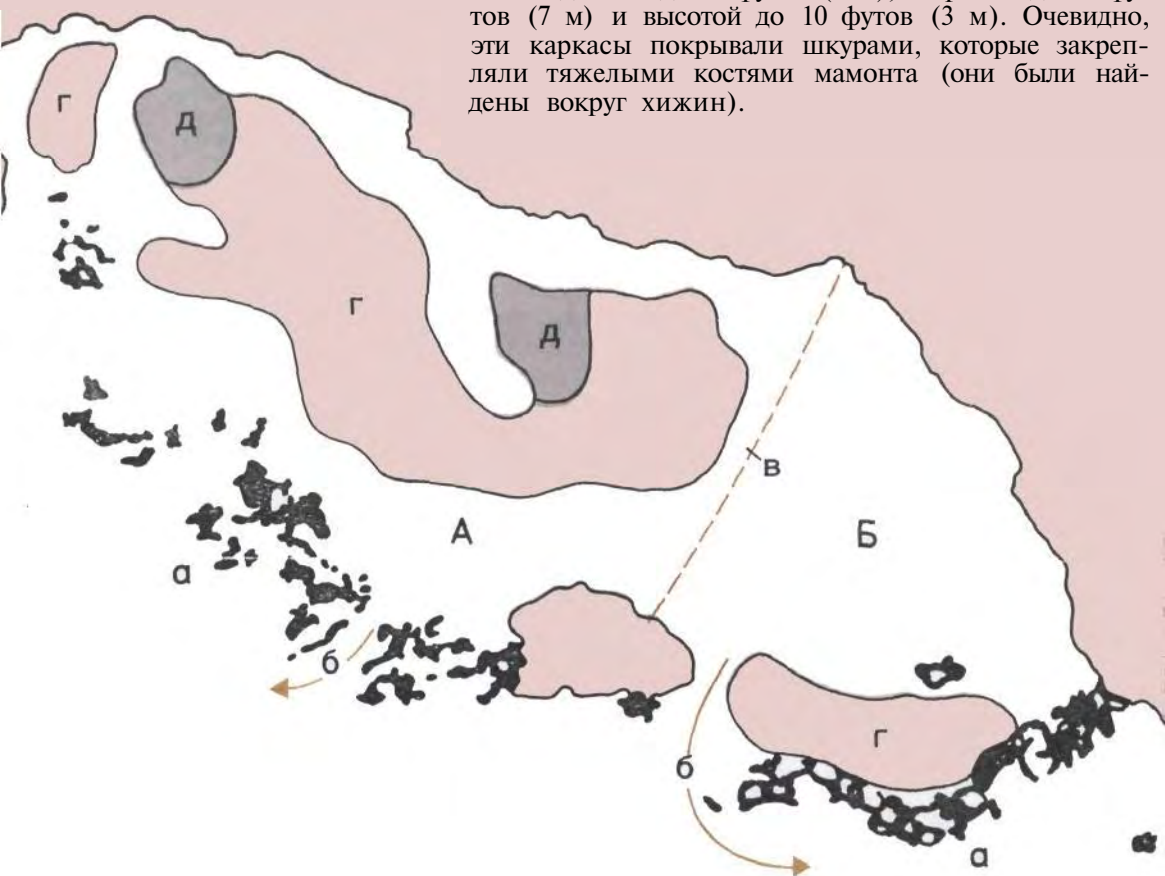 тов (7 м) и высотой до 10 футов (3 м). Очевидно,
эти каркасы покрывали шкурами, которые закреп-
ляли тяжелыми костями мамонта (они были най-
дены вокруг хижин).
г
д
г
д
в
А
Б
а
б
г
б
а